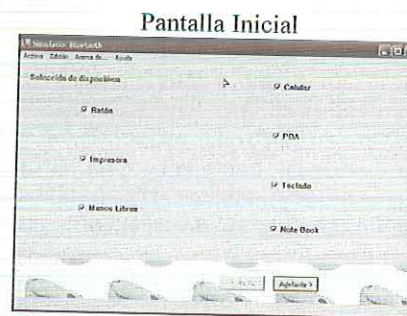 Pantalla Inicial
Simulador Bluetooth
Archivo Edición Acerca de... Ayuda
Selección de dispositivos
Celular
Ratón
PDA
Impresora
Teclado
Manos Libres
Note Book
Adelante >